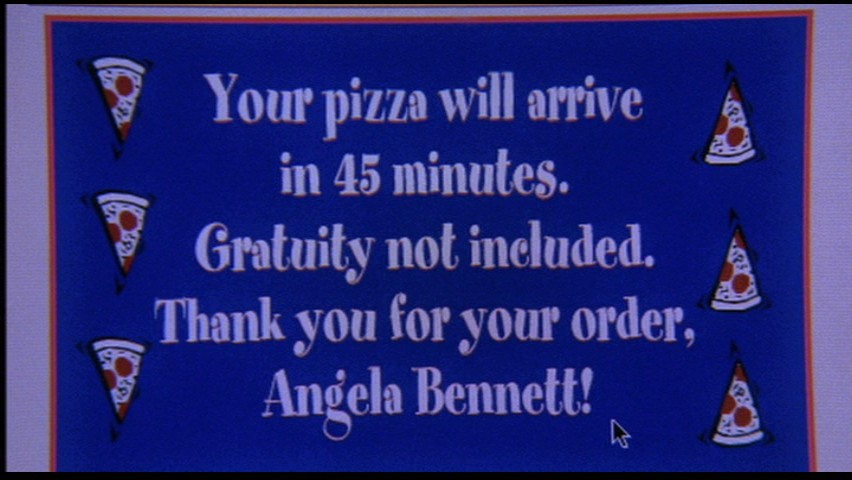 Your pizza will arrive
in 45 minutes.
Gratuity not included.
Thank you for your order,
Angela Bennett!